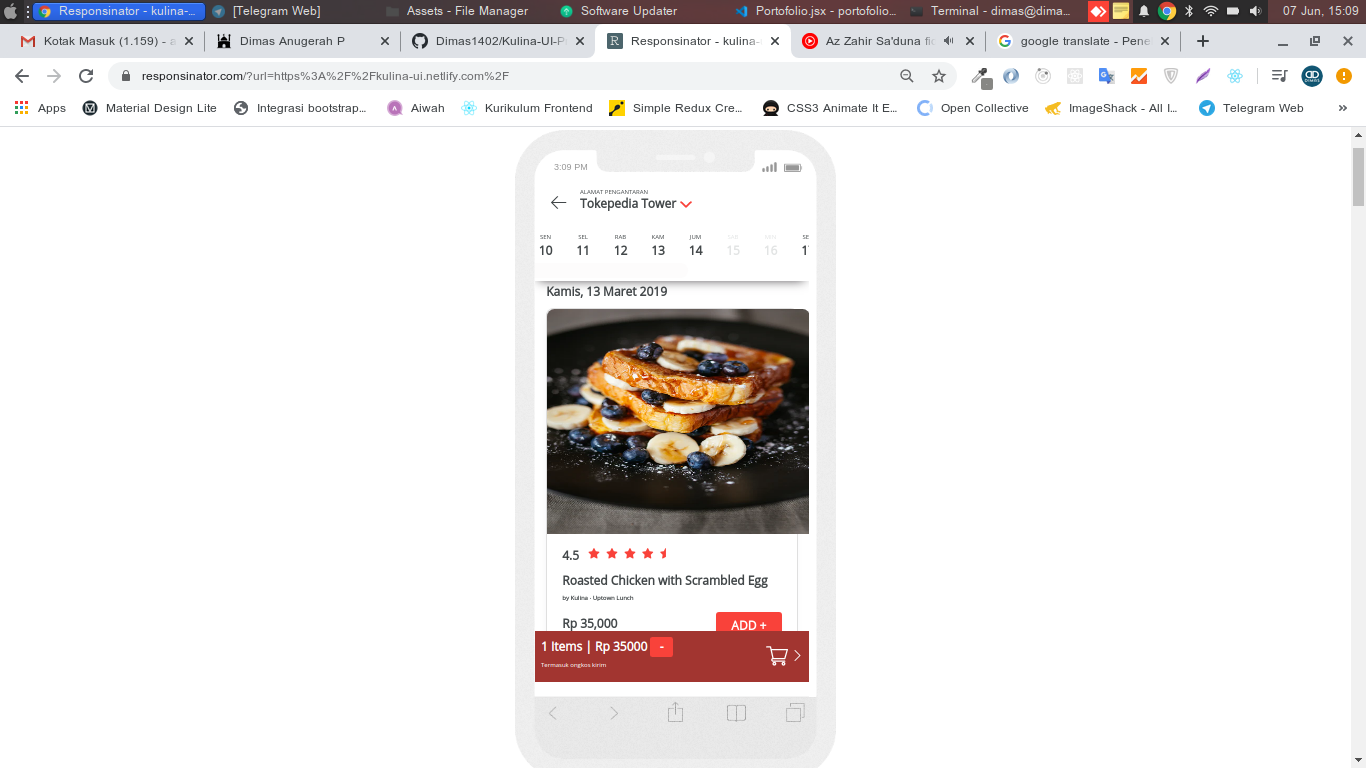 Responsinator - kulina-...
[Telegram Web]
Assets - File Manager
Software Updater
Portofolio.jsx - portofolio...
Terminal - dimas@dima...
07 Jun, 15:09
Kotak Masuk (1.159) - a
Dimas Anugerah P
Dimas1402/Kulina-UI-P
Responsinator - kulina-
Az Zahir Sa'duna fi
google translate - Pene
responsinator.com/?url=https%3A%2F%2Fkulina-ui.netlify.com%2F
Apps
Material Design Lite
Integrasi bootstrap...
Aiwah
Kurikulum Frontend
Simple Redux Cre...
CSS3 Animate It E...
Open Collective
ImageShack - All I...
Telegram Web
3:09 PM
ALAMAT PENGANTARAN
Tokepedia Tower
SEN SEL RAB KAM JUM SAB MIN SE
10 11 12 13 14 15 16 1
Kamis, 13 Maret 2019
4.5
Roasted Chicken with Scrambled Egg
by Kulina - Uptown Lunch
Rp 35,000
ADD +
1 Items | Rp 35000 -
Termasuk ongkos kirim